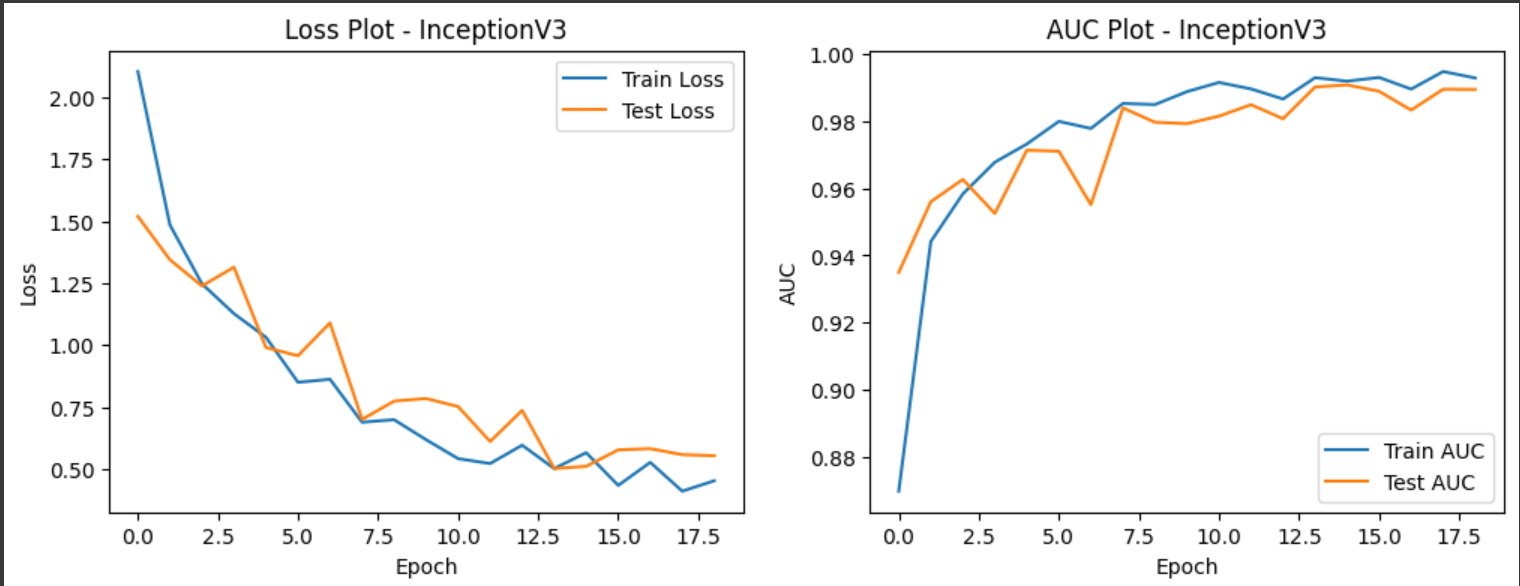 Loss Plot - InceptionV3
Train Loss
Test Loss
2.00
1.75
1.50
1.25
1.00
0.75
0.50
Loss
0.0 2.5 5.0 7.5 10.0 12.5 15.0 17.5
Epoch
AUC Plot - InceptionV3
1.00
0.98
0.96
0.94
0.92
0.90
0.88
AUC
Train AUC
Test AUC
0.0 2.5 5.0 7.5 10.0 12.5 15.0 17.5
Epoch